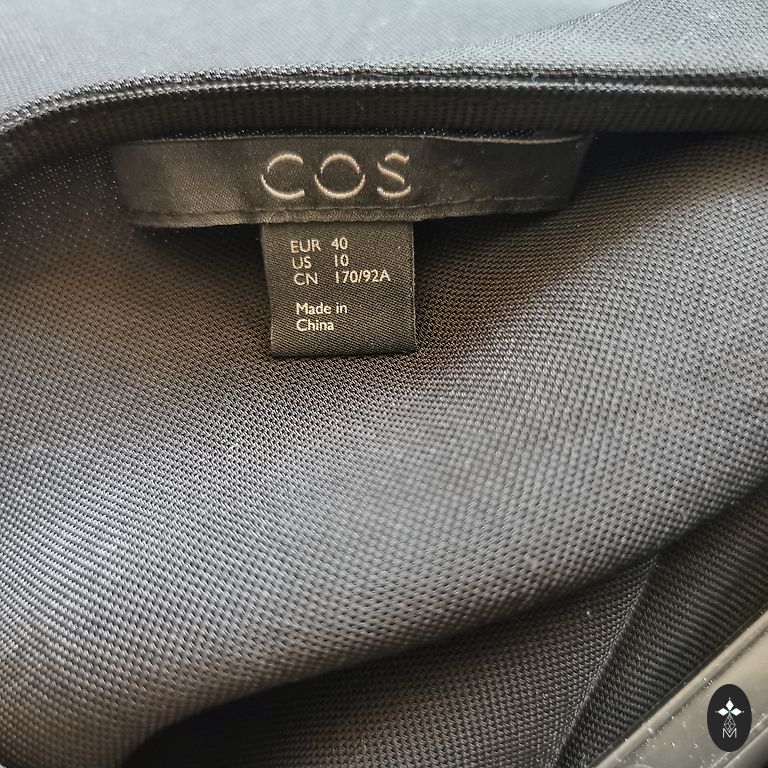 COS
EUR 40
US 10
CN 170/92A
Made in
China
M